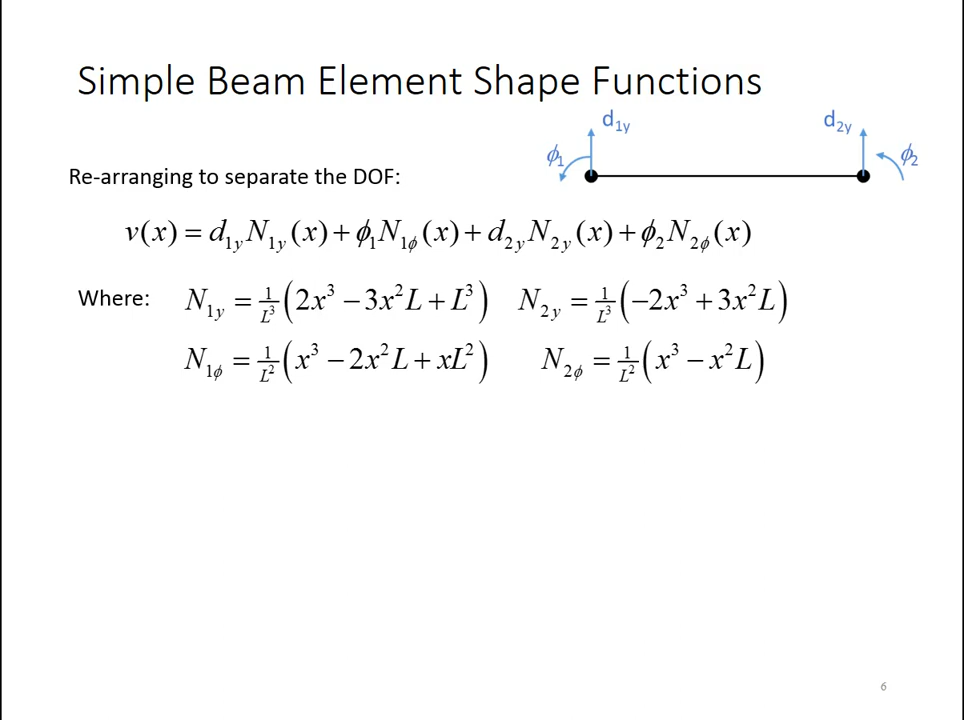 Simple Beam Element Shape Functions
d₁y d₂y
ϕ₁ ϕ₂
Re-arranging to separate the DOF:
v(x) = d₁yN₁y(x) + ϕ₁N₁ϕ(x) + d₂yN₂y(x) + ϕ₂N₂ϕ(x)
Where: N₁y = 1/L³ (2x³ − 3x²L + L³) N₂y = 1/L³ (−2x³ + 3x²L)
N₁ϕ = 1/L² (x³ − 2x²L + xL²) N₂ϕ = 1/L² (x³ − x²L)
6